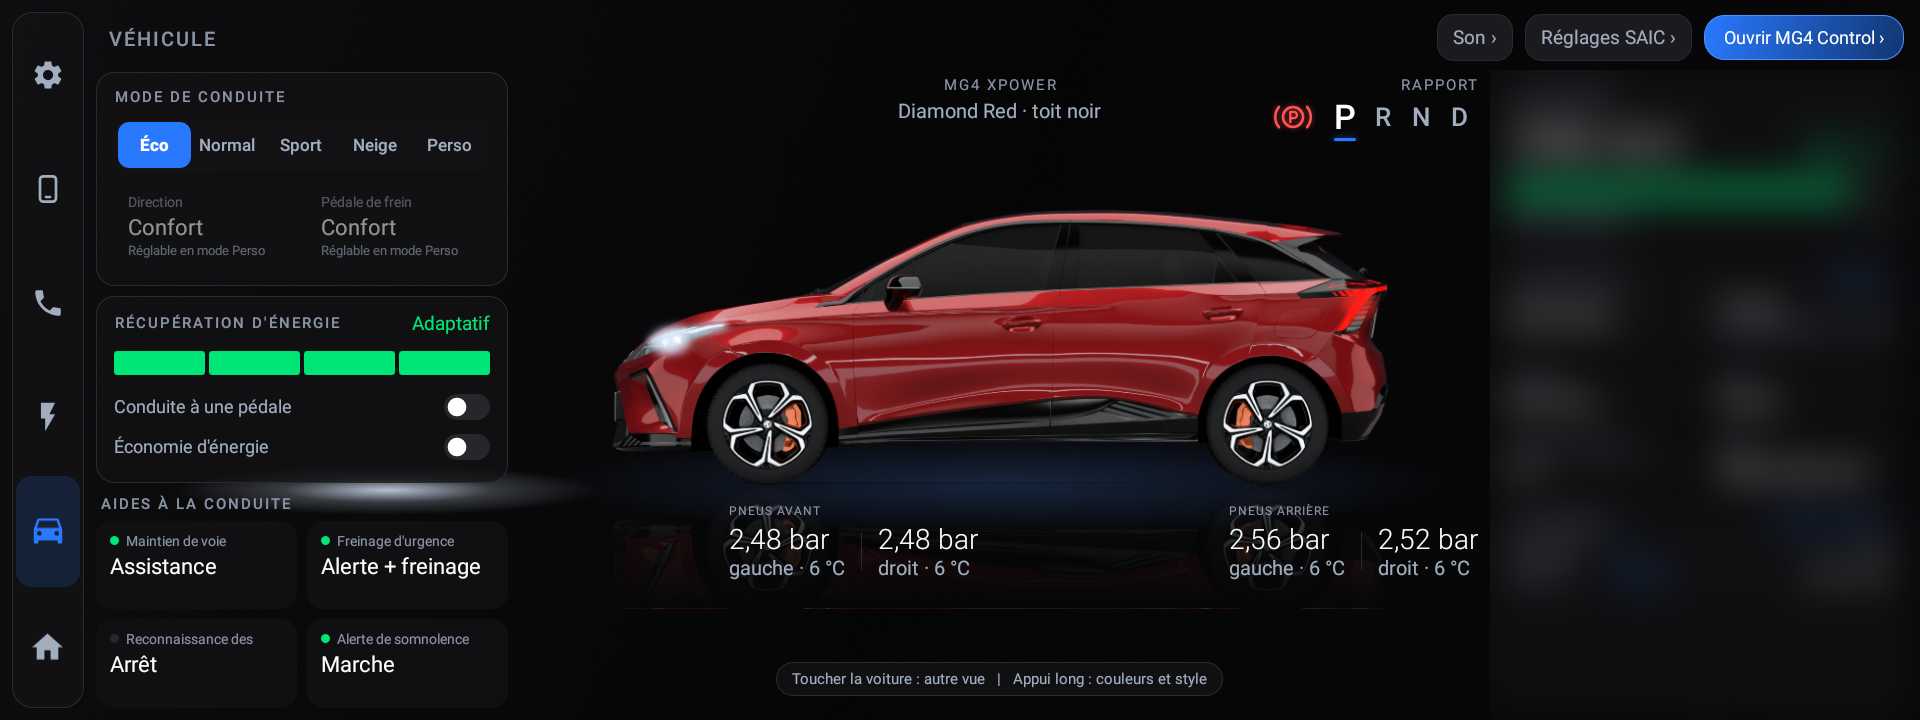 VÉHICULE
Son ›
Réglages SAIC ›
Ouvrir MG4 Control ›
MODE DE CONDUITE
Éco
Normal
Sport
Neige
Perso
Direction
Confort
Réglable en mode Perso
Pédale de frein
Confort
Réglable en mode Perso
RÉCUPÉRATION D'ÉNERGIE
Adaptatif
Conduite à une pédale
Économie d'énergie
AIDES À LA CONDUITE
Maintien de voie
Assistance
Freinage d'urgence
Alerte + freinage
Reconnaissance des
Arrêt
Alerte de somnolence
Marche
MG4 XPOWER
Diamond Red · toit noir
RAPPORT
(P) P R N D
PNEUS AVANT
2,48 bar
gauche · 6 °C
2,48 bar
droit · 6 °C
PNEUS ARRIÈRE
2,56 bar
gauche · 6 °C
2,52 bar
droit · 6 °C
Toucher la voiture : autre vue | Appui long : couleurs et style